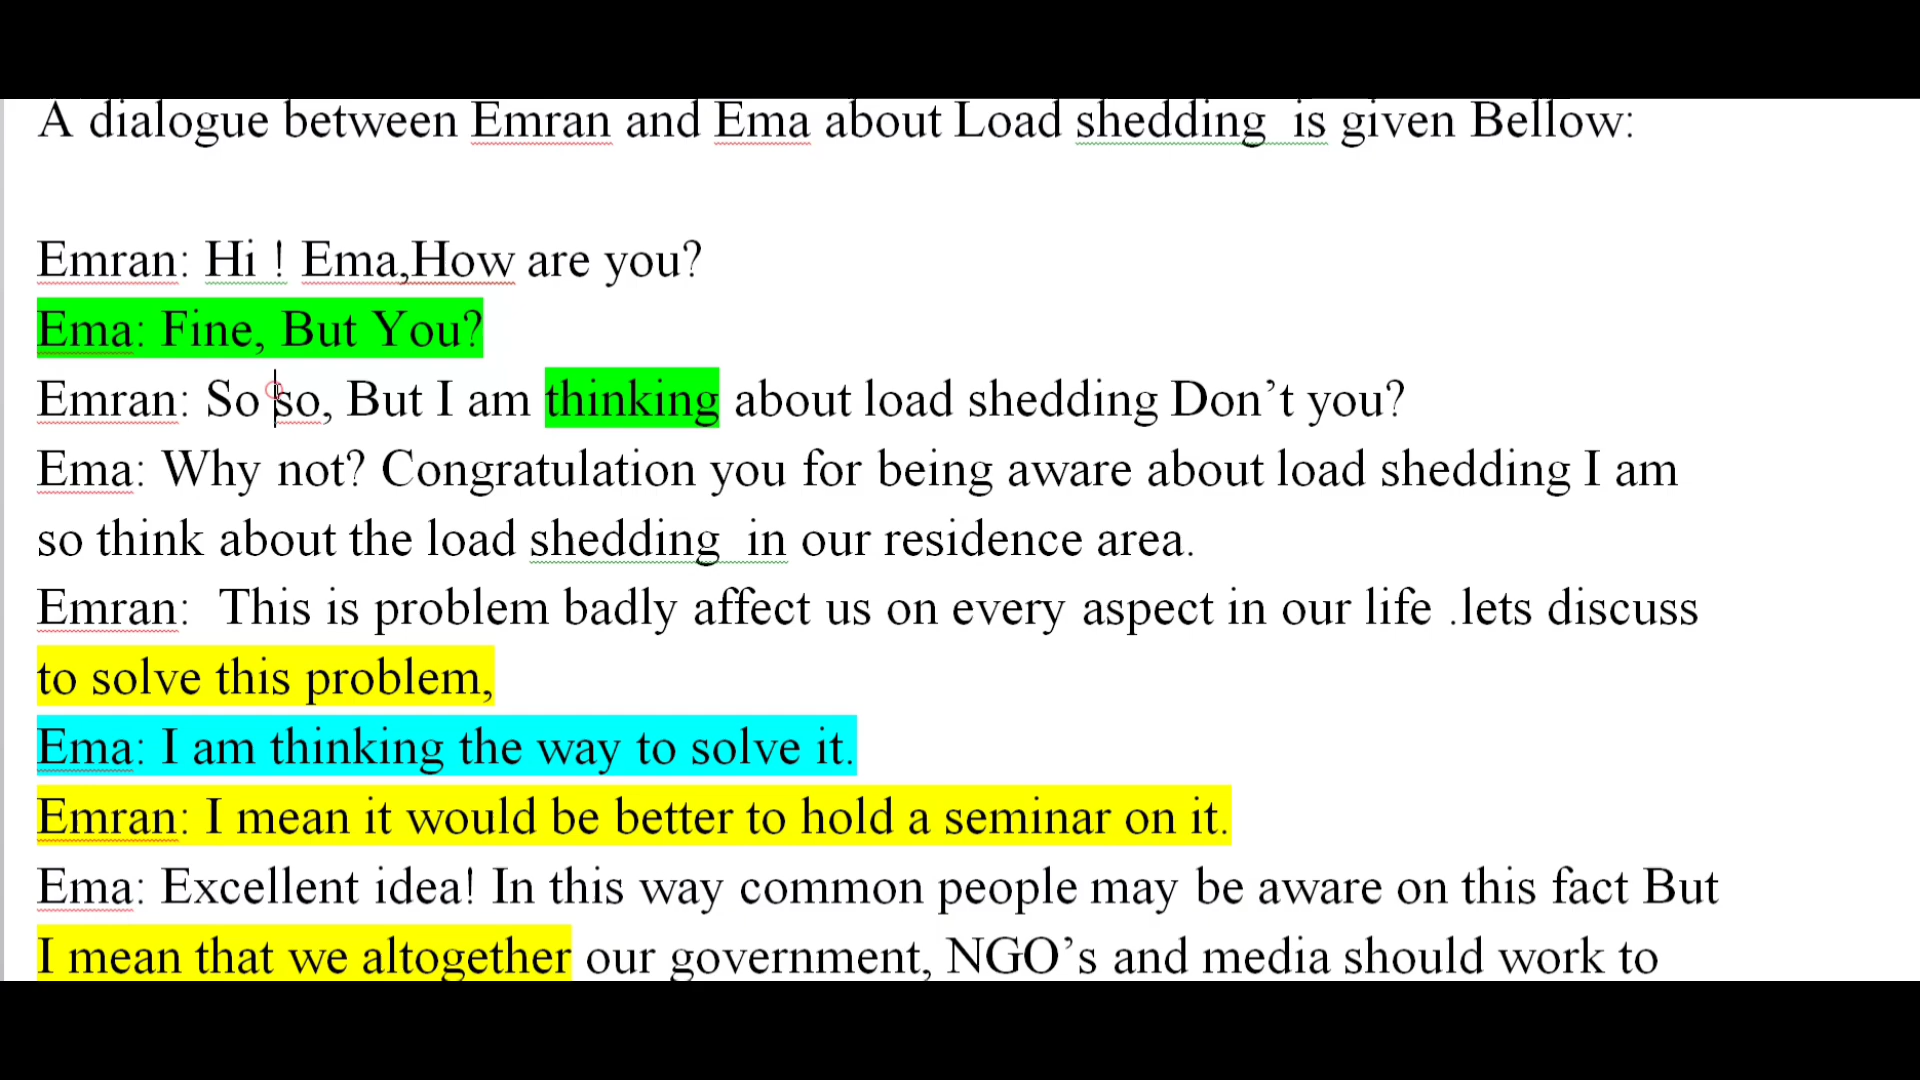 A dialogue between Emran and Ema about Load shedding  is given Bellow:
Emran: Hi ! Ema,How are you?
Ema: Fine, But You?
Emran: So so, But I am thinking about load shedding Don’t you?
Ema: Why not? Congratulation you for being aware about load shedding I am
so think about the load shedding  in our residence area.
Emran:  This is problem badly affect us on every aspect in our life .lets discuss
to solve this problem,
Ema: I am thinking the way to solve it.
Emran: I mean it would be better to hold a seminar on it.
Ema: Excellent idea! In this way common people may be aware on this fact But
I mean that we altogether our government, NGO’s and media should work to